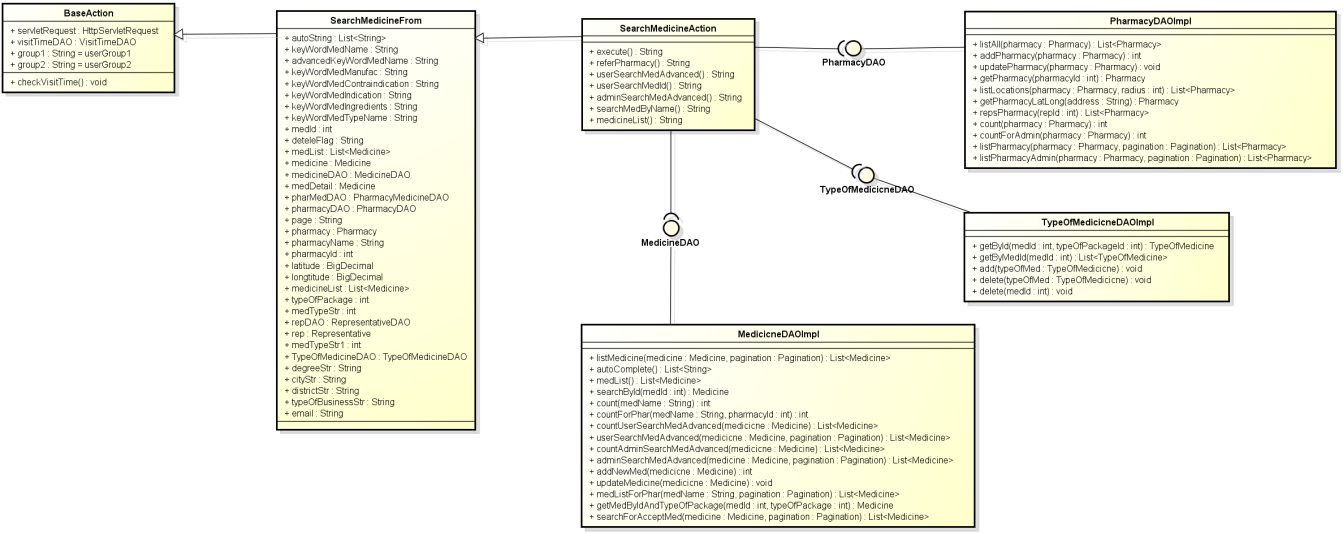 BaseAction
+ servletRequest : HttpServletRequest
+ visitTimeDAO : VisitTimeDAO
+ group1 : String = userGroup1
+ group2 : String = userGroup2
+ checkVisitTime() : void
SearchMedicineFrom
+ autoString : List<String>
+ keyWordMedName : String
+ advancedKeyWordMedName : String
+ keyWordMedManufac : String
+ keyWordMedContraindication : String
+ keyWordMedIndication : String
+ keyWordMedIngredients : String
+ keyWordMedTypeName : String
+ medId : int
+ deteleFlag : String
+ medList : List<Medicine>
+ medicine : Medicine
+ medicineDAO : MedicineDAO
+ medDetail : Medicine
+ pharMedDAO : PharmacyMedicineDAO
+ pharmacyDAO : PharmacyDAO
+ page : String
+ pharmacy : Pharmacy
+ pharmacyName : String
+ pharmacyId : int
+ latitude : BigDecimal
+ longtitude : BigDecimal
+ medicineList : List<Medicine>
+ typeOfPackage : int
+ medTypeStr : int
+ repDAO : RepresentativeDAO
+ rep : Representative
+ medTypeStr1 : int
+ TypeOfMedicineDAO : TypeOfMedicineDAO
+ degreeStr : String
+ cityStr : String
+ districtStr : String
+ typeOfBusinessStr : String
+ email : String
SearchMedicineAction
+ execute() : String
+ referPharmacy() : String
+ userSearchMedAdvanced() : String
+ userSearchMedId() : String
+ adminSearchMedAdvanced() : String
+ searchMedByName() : String
+ medicineList() : String
PharmacyDAO
PharmacyDAOImpl
+ listAll(pharmacy : Pharmacy) : List<Pharmacy>
+ addPharmacy(pharmacy : Pharmacy) : int
+ updatePharmacy(pharmacy : Pharmacy) : void
+ getPharmacy(pharmacyId : int) : Pharmacy
+ listLocations(pharmacy : Pharmacy, radius : int) : List<Pharmacy>
+ getPharmacyLatLong(address : String) : Pharmacy
+ repsPharmacy(repId : int) : List<Pharmacy>
+ count(pharmacy : Pharmacy) : int
+ countForAdmin(pharmacy : Pharmacy) : int
+ listPharmacy(pharmacy : Pharmacy, pagination : Pagination) : List<Pharmacy>
+ listPharmacyAdmin(pharmacy : Pharmacy, pagination : Pagination) : List<Pharmacy>
TypeOfMedicicneDAO
TypeOfMedicicneDAOImpl
+ getById(medId : int, typeOfPackageId : int) : TypeOfMedicine
+ getByMedId(medId : int) : List<TypeOfMedicine>
+ add(typeOfMed : TypeOfMedicicne) : void
+ delete(typeOfMed : TypeOfMedicicne) : void
+ delete(medId : int) : void
MedicineDAO
MedicicneDAOImpl
+ listMedicine(medicine : Medicine, pagination : Pagination) : List<Medicine>
+ autoComplete() : List<String>
+ medList() : List<Medicine>
+ searchById(medId : int) : Medicine
+ count(medName : String) : int
+ countForPhar(medName : String, pharmacyId : int) : int
+ countUserSearchMedAdvanced(medicicne : Medicine) : List<Medicine>
+ userSearchMedAdvanced(medicicne : Medicine, pagination : Pagination) : List<Medicine>
+ countAdminSearchMedAdvanced(medicicne : Medicine) : List<Medicine>
+ adminSearchMedAdvanced(medicine : Medicine, pagination : Pagination) : List<Medicine>
+ addNewMed(medicicne : Medicine) : int
+ updateMedicine(medicicne : Medicine) : void
+ medListForPhar(medName : String, pagination : Pagination) : List<Medicine>
+ getMedByIdAndTypeOfPackage(medId : int, typeOfPackage : int) : Medicine
+ searchForAcceptMed(medicine : Medicine, pagination : Pagination) : List<Medicine>